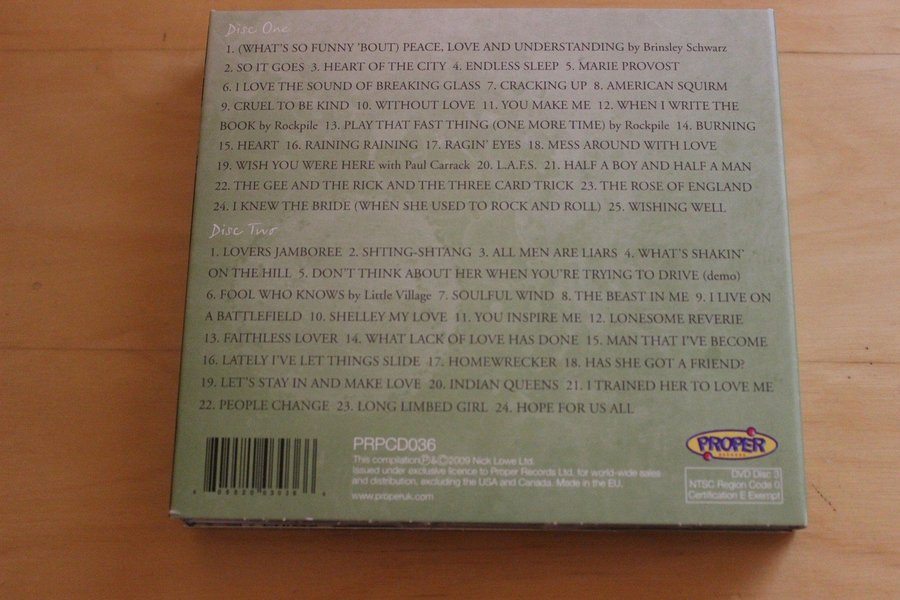 Disc One
1. (WHAT'S SO FUNNY 'BOUT) PEACE, LOVE AND UNDERSTANDING by Brinsley Schwarz
2. SO IT GOES 3. HEART OF THE CITY 4. ENDLESS SLEEP 5. MARIE PROVOST
6. I LOVE THE SOUND OF BREAKING GLASS 7. CRACKING UP 8. AMERICAN SQUIRM
9. CRUEL TO BE KIND 10. WITHOUT LOVE 11. YOU MAKE ME 12. WHEN I WRITE THE
BOOK by Rockpile 13. PLAY THAT FAST THING (ONE MORE TIME) by Rockpile 14. BURNING
15. HEART 16. RAINING RAINING 17. RAGIN' EYES 18. MESS AROUND WITH LOVE
19. WISH YOU WERE HERE with Paul Carrack 20. L.A.F.S. 21. HALF A BOY AND HALF A MAN
22. THE GEE AND THE RICK AND THE THREE CARD TRICK 23. THE ROSE OF ENGLAND
24. I KNEW THE BRIDE (WHEN SHE USED TO ROCK AND ROLL) 25. WISHING WELL
Disc Two
1. LOVERS JAMBOREE 2. SHTING-SHTANG 3. ALL MEN ARE LIARS 4. WHAT'S SHAKIN'
ON THE HILL 5. DON'T THINK ABOUT HER WHEN YOU'RE TRYING TO DRIVE (demo)
6. FOOL WHO KNOWS by Little Village 7. SOULFUL WIND 8. THE BEAST IN ME 9. I LIVE ON
A BATTLEFIELD 10. SHELLEY MY LOVE 11. YOU INSPIRE ME 12. LONESOME REVERIE
13. FAITHLESS LOVER 14. WHAT LACK OF LOVE HAS DONE 15. MAN THAT I'VE BECOME
16. LATELY I'VE LET THINGS SLIDE 17. HOMEWRECKER 18. HAS SHE GOT A FRIEND?
19. LET'S STAY IN AND MAKE LOVE 20. INDIAN QUEENS 21. I TRAINED HER TO LOVE ME
22. PEOPLE CHANGE 23. LONG LIMBED GIRL 24. HOPE FOR US ALL
PRPCD036
This compilation ℗&©2009 Nick Lowe Ltd.
Issued under exclusive licence to Proper Records Ltd. for world-wide sales
and distribution, excluding the USA and Canada. Made in the EU.
www.properuk.com
PROPER
RECORDS
DVD Disc 3
NTSC Region Code 0
Certification E Exempt